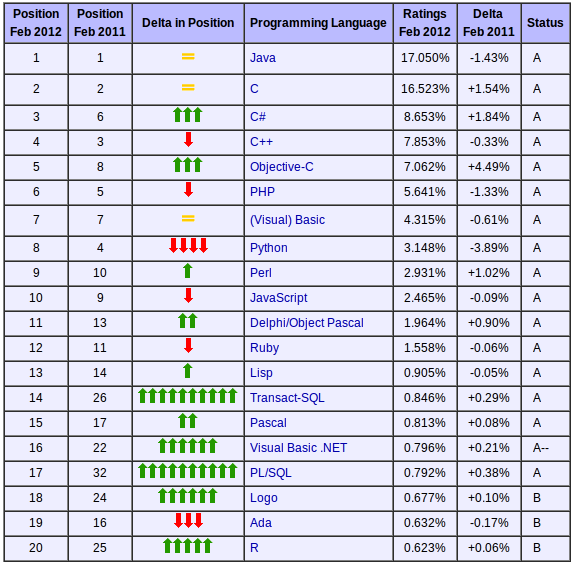 Position Feb 2012 Position Feb 2011 Delta in Position Programming Language Ratings Feb 2012 Delta Feb 2011 Status
1 1 = Java 17.050% -1.43% A
2 2 = C 16.523% +1.54% A
3 6 ↑↑↑ C# 8.653% +1.84% A
4 3 ↓ C++ 7.853% -0.33% A
5 8 ↑↑↑ Objective-C 7.062% +4.49% A
6 5 ↓ PHP 5.641% -1.33% A
7 7 = (Visual) Basic 4.315% -0.61% A
8 4 ↓↓↓↓ Python 3.148% -3.89% A
9 10 ↑ Perl 2.931% +1.02% A
10 9 ↓ JavaScript 2.465% -0.09% A
11 13 ↑↑ Delphi/Object Pascal 1.964% +0.90% A
12 11 ↓ Ruby 1.558% -0.06% A
13 14 ↑ Lisp 0.905% -0.05% A
14 26 ↑↑↑↑↑↑↑↑↑↑ Transact-SQL 0.846% +0.29% A
15 17 ↑↑ Pascal 0.813% +0.08% A
16 22 ↑↑↑↑↑↑ Visual Basic .NET 0.796% +0.21% A--
17 32 ↑↑↑↑↑↑↑↑↑↑ PL/SQL 0.792% +0.38% A
18 24 ↑↑↑↑↑↑ Logo 0.677% +0.10% B
19 16 ↓↓↓ Ada 0.632% -0.17% B
20 25 ↑↑↑↑↑ R 0.623% +0.06% B